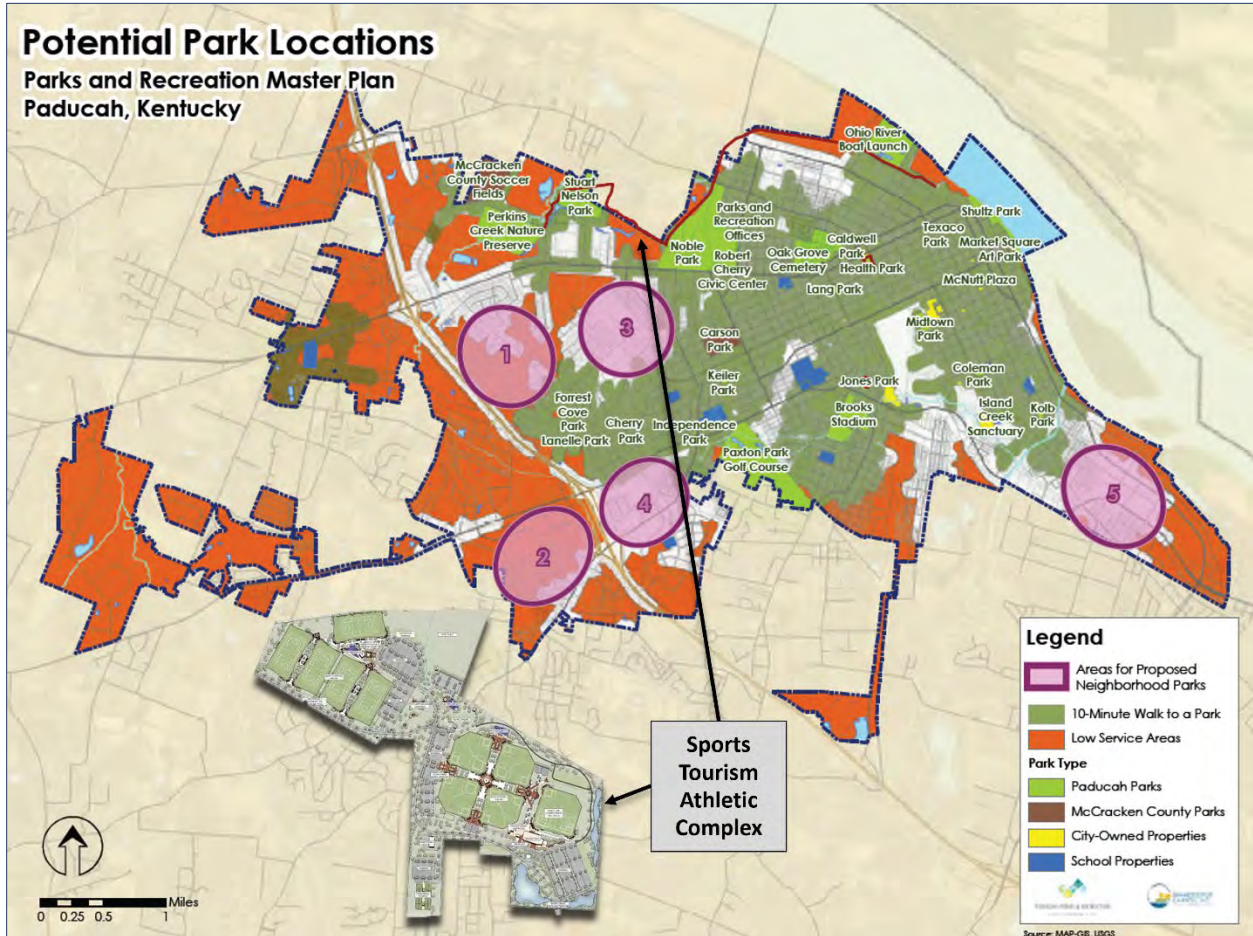 Potential Park Locations
Parks and Recreation Master Plan
Paducah, Kentucky
Ohio River
Boat Launch
McCracken
County Soccer
Fields
Stuart
Nelson
Park
Perkins
Creek Nature
Preserve
Parks and
Recreation
Offices
Noble
Park
Robert
Cherry
Civic Center
Oak Grove
Cemetery
Caldwell
Park
Health Park
Lang Park
Texaco
Park
Shultz Park
Market Square
Art Park
McNutt Plaza
Midtown
Park
Carson
Park
Keiler
Park
Jones Park
Coleman
Park
Brooks
Stadium
Island
Creek
Sanctuary
Kolb
Park
Forrest
Cove
Park
Lanelle Park
Cherry
Park
Independence
Park
Paxton Park
Golf Course
1
2
3
4
5
Sports
Tourism
Athletic
Complex
Legend
Areas for Proposed
Neighborhood Parks
10-Minute Walk to a Park
Low Service Areas
Park Type
Paducah Parks
McCracken County Parks
City-Owned Properties
School Properties
Miles
0 0.25 0.5 1
Source: MAP-GIS, USGS